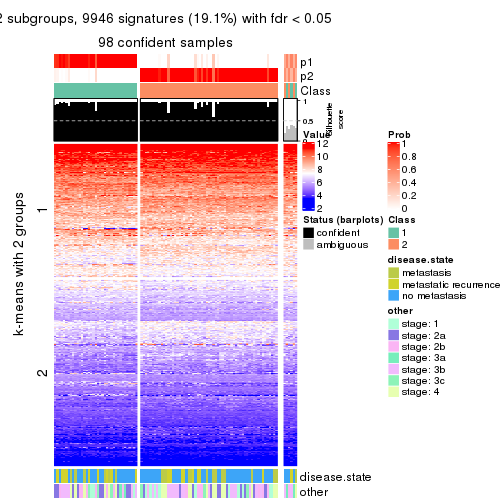 2 subgroups, 9946 signatures (19.1%) with fdr < 0.05
98 confident samples
p1
p2
Class
1
0.5
0
Silhouette
score
k-means with 2 groups
1
2
Value
12
10
8
6
4
2
Prob
1
0.8
0.6
0.4
0.2
0
Status (barplots)
confident
ambiguous
Class
1
2
disease.state
metastasis
metastatic recurrence
no metastasis
other
stage: 1
stage: 2a
stage: 2b
stage: 3a
stage: 3b
stage: 3c
stage: 4
disease.state
other